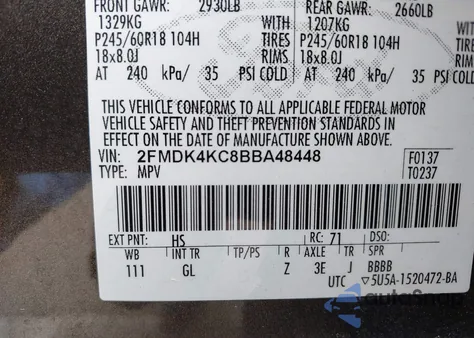 FRONT GAWR: 2930LB REAR GAWR: 2660LB
1329KG WITH 1207KG WITH
P245/60R18 104H TIRES P245/60R18 104H TIRES
18x8.0J RIMS 18x8.0J RIMS
AT 240 kPa/ 35 PSI COLD AT 240 kPa/ 35 PSI COLD
THIS VEHICLE CONFORMS TO ALL APPLICABLE FEDERAL MOTOR
VEHICLE SAFETY AND THEFT PREVENTION STANDARDS IN
EFFECT ON THE DATE OF MANUFACTURE SHOWN ABOVE.
VIN: 2FMDK4KC8BBA48448 F0137
TYPE: MPV T0237
EXT PNT: HS RC: 71 DSO:
WB INT TR TP/PS R AXLE TR SPR
111 GL Z 3E J BBBB
UTC ▽5U5A-1520472-BA
autoSnap